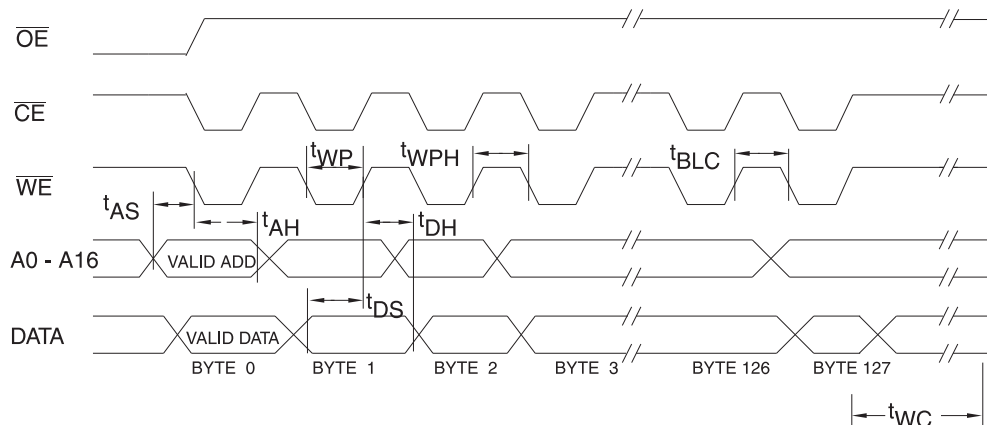 OE
CE
tWP tWPH tBLC
WE
tAS
tAH tDH
A0 - A16 VALID ADD
tDS
DATA VALID DATA
BYTE 0 BYTE 1 BYTE 2 BYTE 3 BYTE 126 BYTE 127
tWC